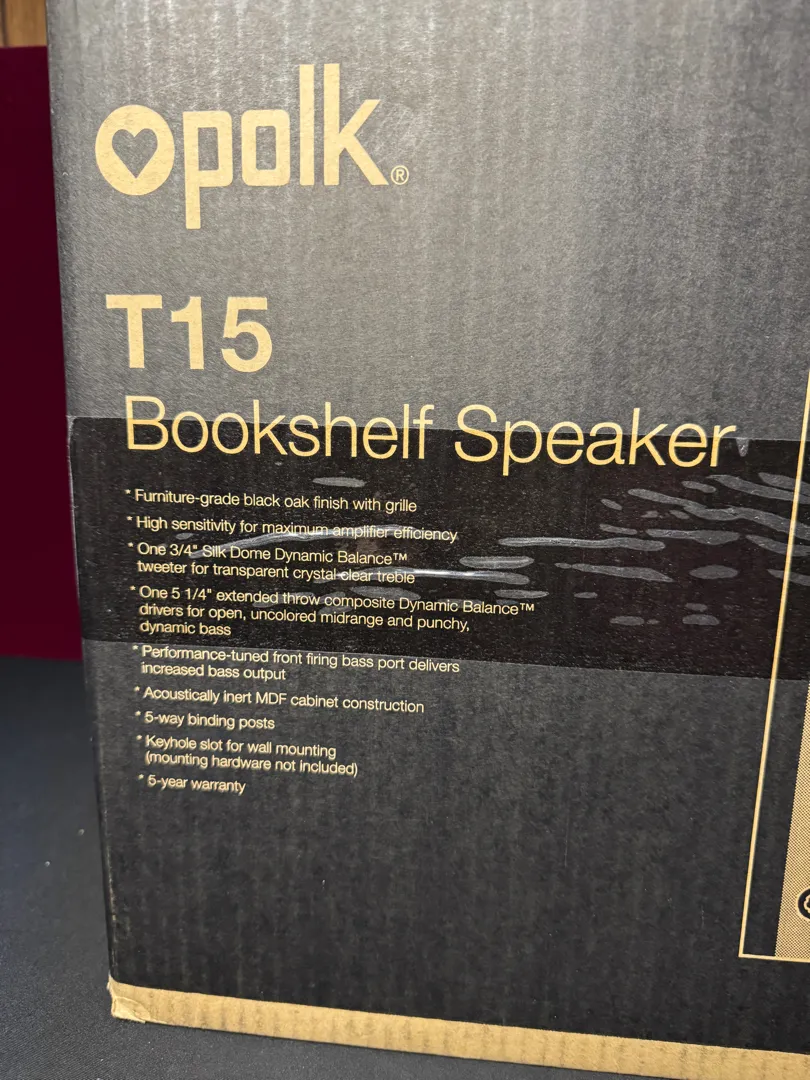 polk®
T15
Bookshelf Speaker
* Furniture-grade black oak finish with grille
* High sensitivity for maximum amplifier efficiency
* One 3/4" Silk Dome Dynamic Balance™
tweeter for transparent crystal-clear treble
* One 5 1/4" extended throw composite Dynamic Balance™
drivers for open, uncolored midrange and punchy,
dynamic bass
* Performance-tuned front firing bass port delivers
increased bass output
* Acoustically inert MDF cabinet construction
* 5-way binding posts
* Keyhole slot for wall mounting
(mounting hardware not included)
* 5-year warranty